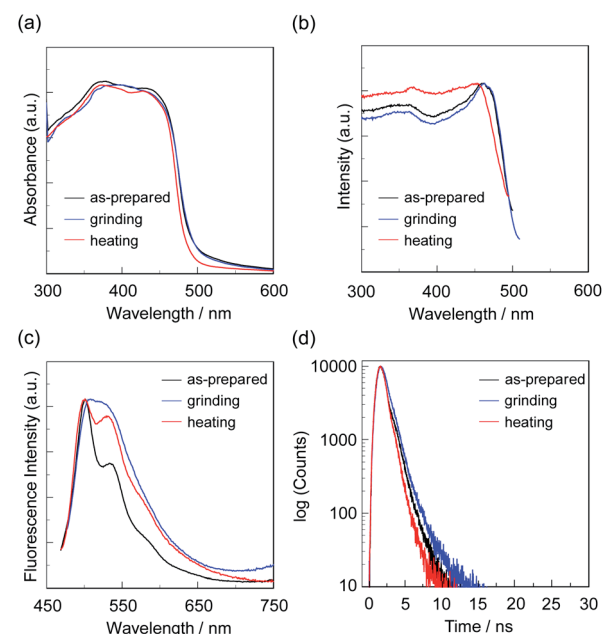 (a)
Absorbance (a.u.)
as-prepared
grinding
heating
300 400 500 600
Wavelength / nm
(b)
Intensity (a.u.)
as-prepared
grinding
heating
300 400 500 600
Wavelength / nm
(c)
Fluorescence Intensity (a.u.)
as-prepared
grinding
heating
450 550 650 750
Wavelength / nm
(d)
log (Counts)
10000
1000
100
10
as-prepared
grinding
heating
0 5 10 15 20 25 30
Time / ns